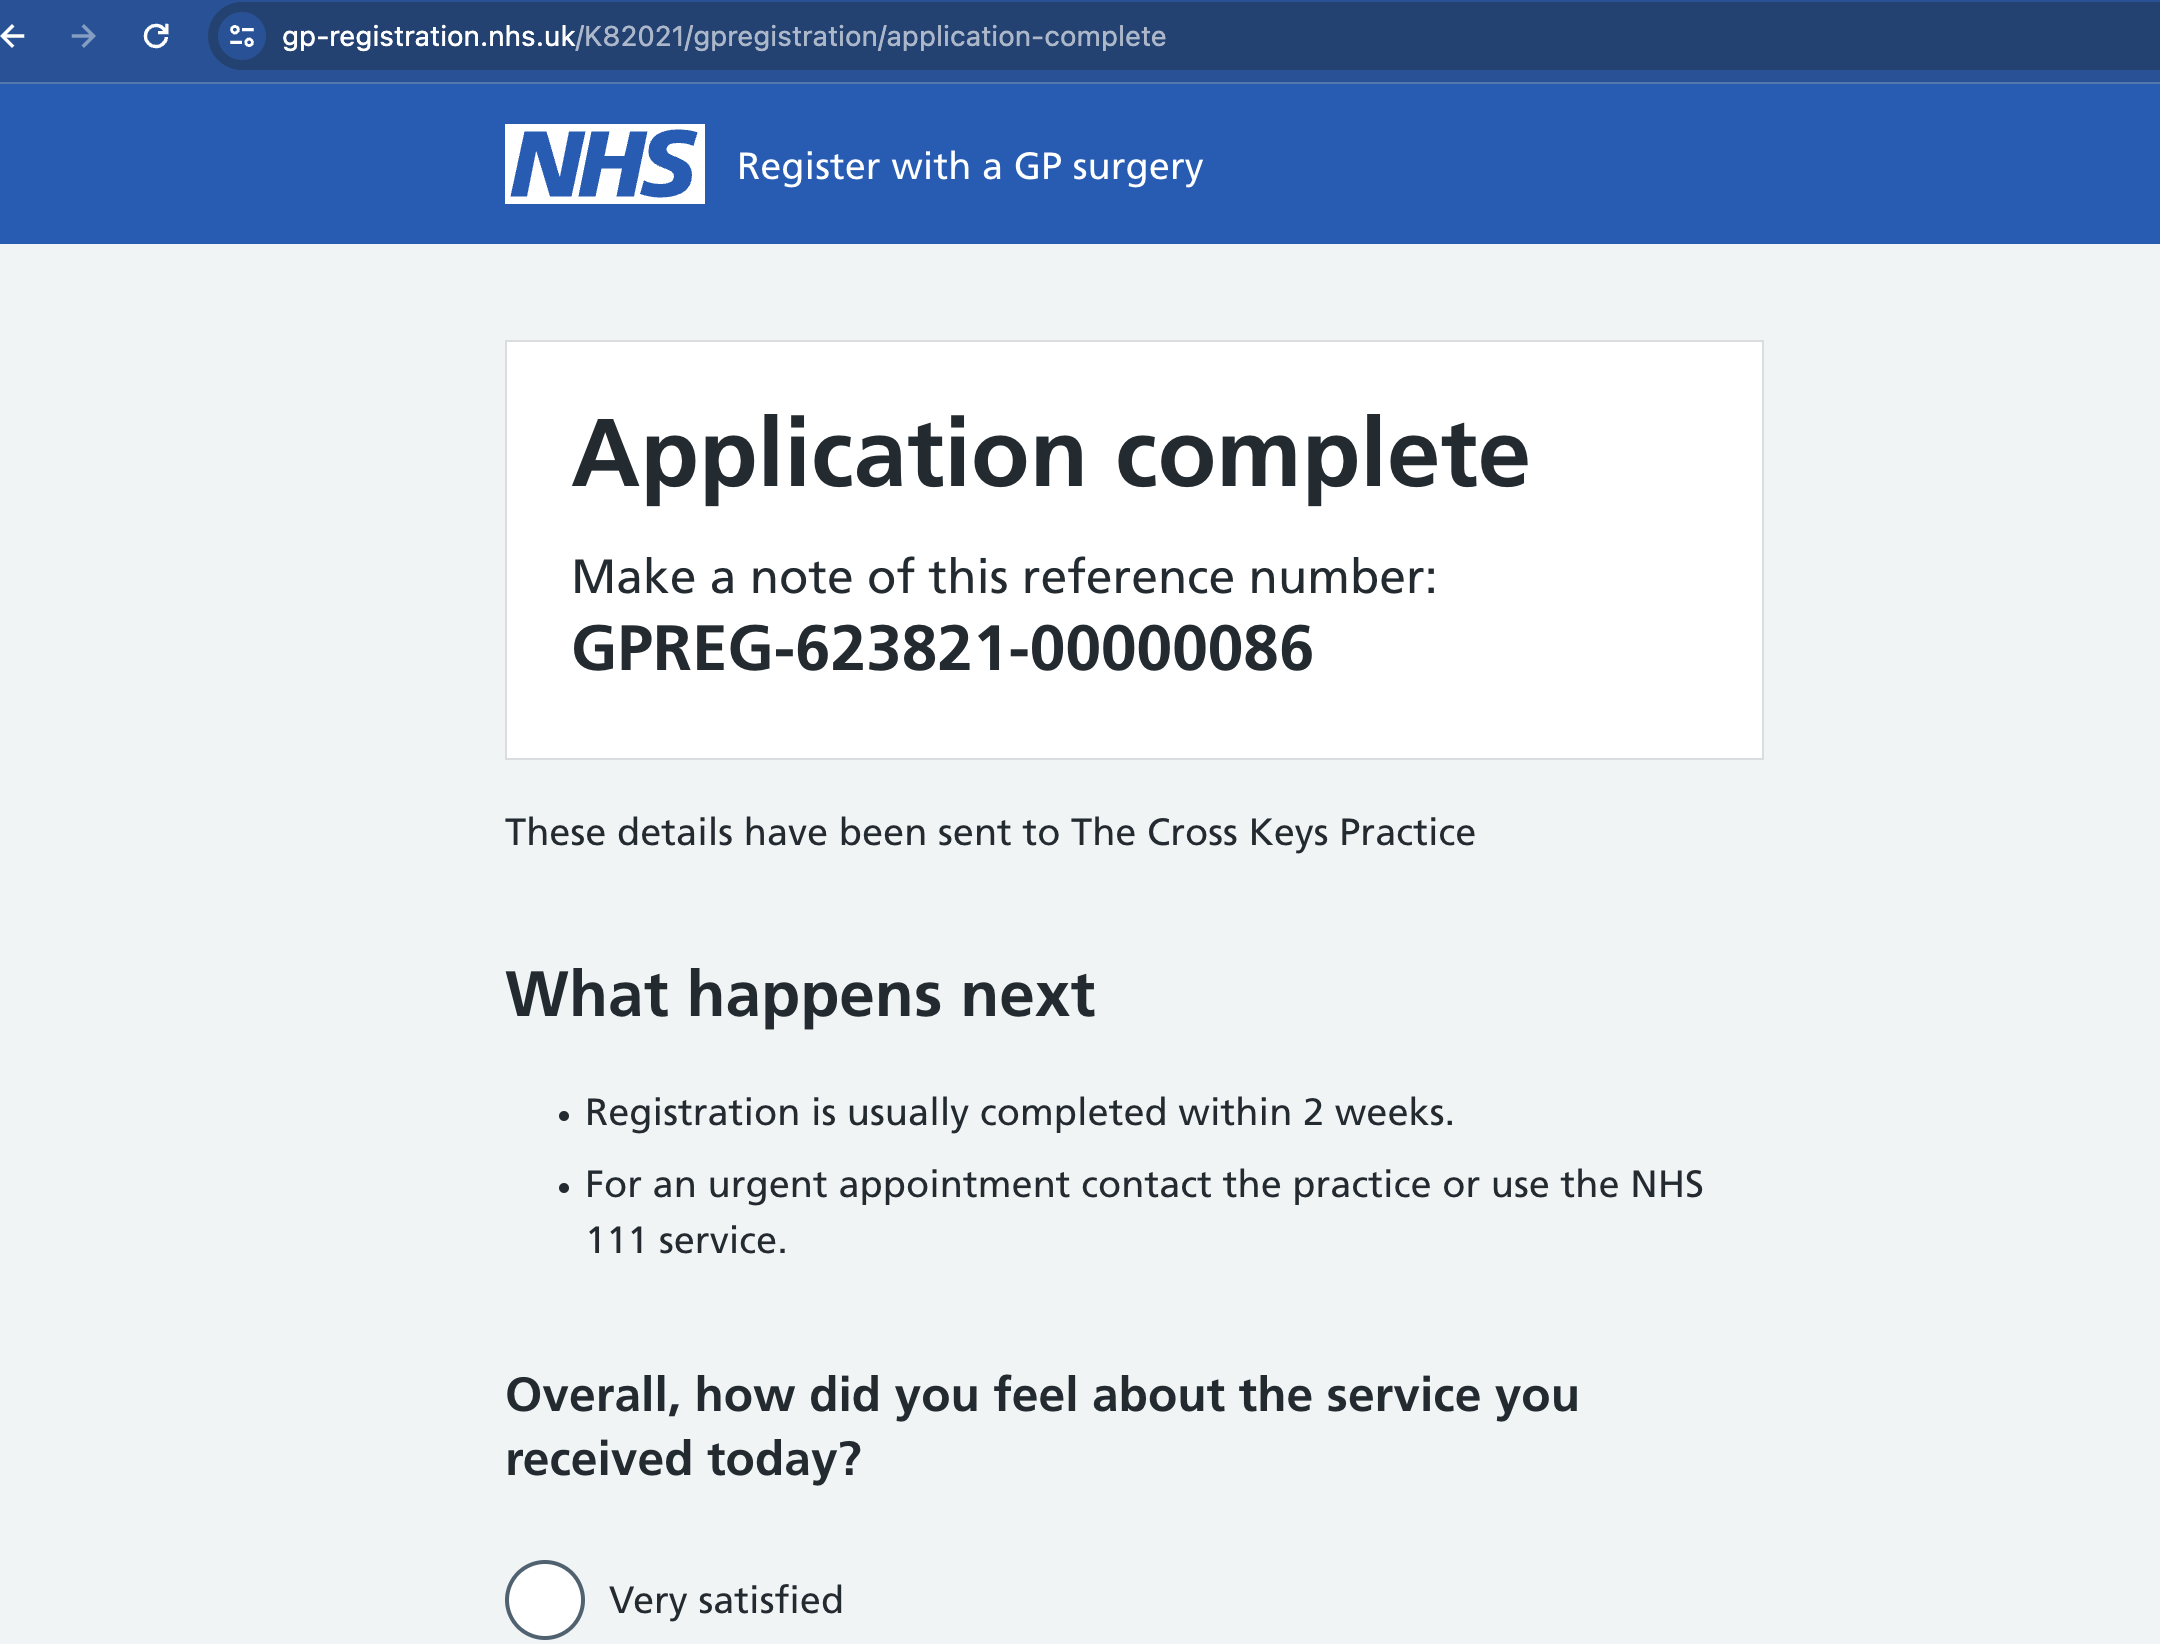 gp-registration.nhs.uk/K82021/gpregistration/application-complete
NHS Register with a GP surgery
Application complete
Make a note of this reference number:
GPREG-623821-00000086
These details have been sent to The Cross Keys Practice
What happens next
• Registration is usually completed within 2 weeks.
• For an urgent appointment contact the practice or use the NHS
111 service.
Overall, how did you feel about the service you
received today?
Very satisfied